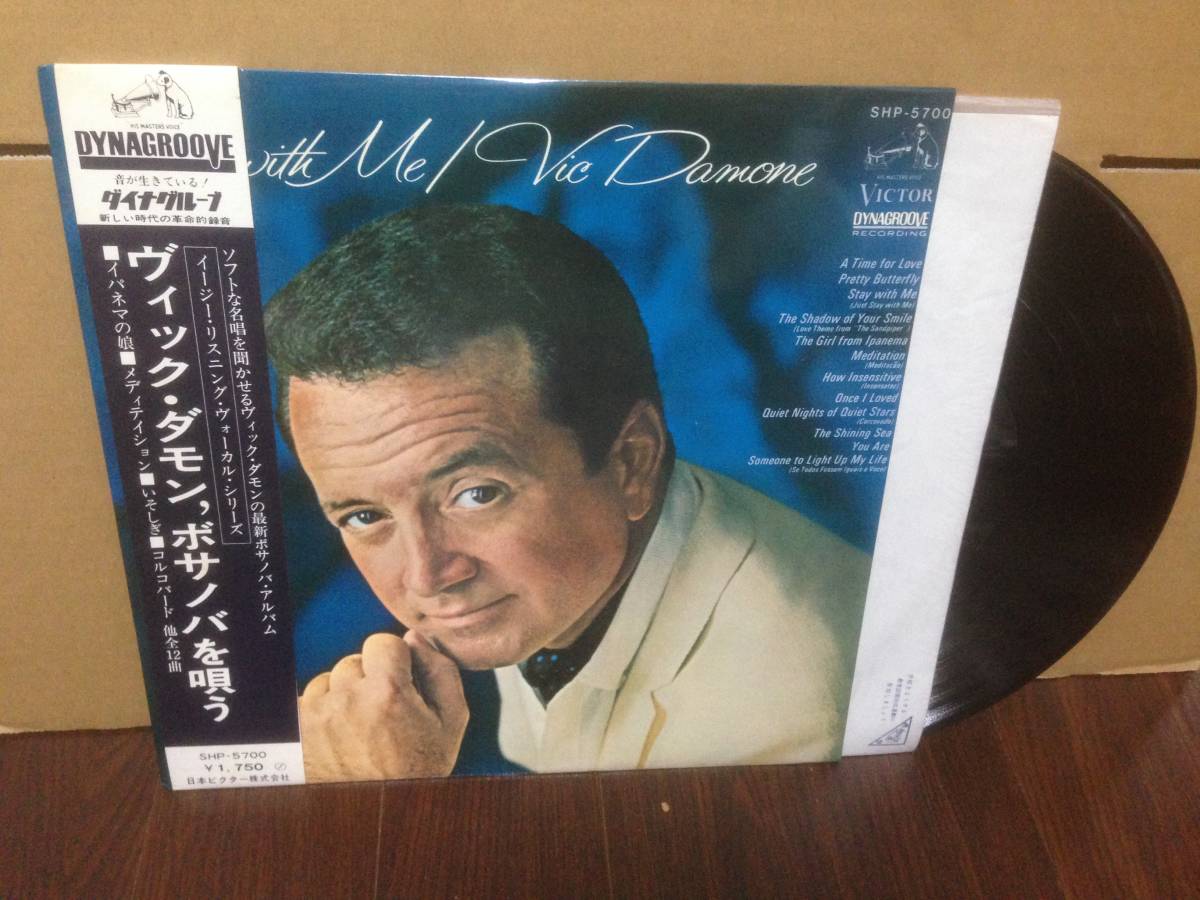 HIS MASTERS VOICE
DYNAGROOVE
音が生きている!
ダイナグルーブ
新しい時代の革命的録音
ソフトな名唱を聞かせるヴィック・ダモンの最新ボサノバ・アルバム
イージー・リスニング・ヴォーカル・シリーズ
ヴィック・ダモン,ボサノバを唄う
■イパネマの娘■メディテイション■いそしぎ■コルコバード 他全12曲
SHP-5700
¥1,750
日本ビクター株式会社
with Me / Vic Damone
SHP-5700
HIS MASTERS VOICE
VICTOR
DYNAGROOVE
RECORDING
A Time for Love
Pretty Butterfly
Stay with Me
(Just Stay with Me)
The Shadow of Your Smile
(Love Theme from "The Sandpiper")
The Girl from Ipanema
Meditation
(Meditacao)
How Insensitive
(Insensatez)
Once I Loved
Quiet Nights of Quiet Stars
(Corcovado)
The Shining Sea
You Are
Someone to Light Up My Life
(Se Todos Fossem Iguais a Voce)